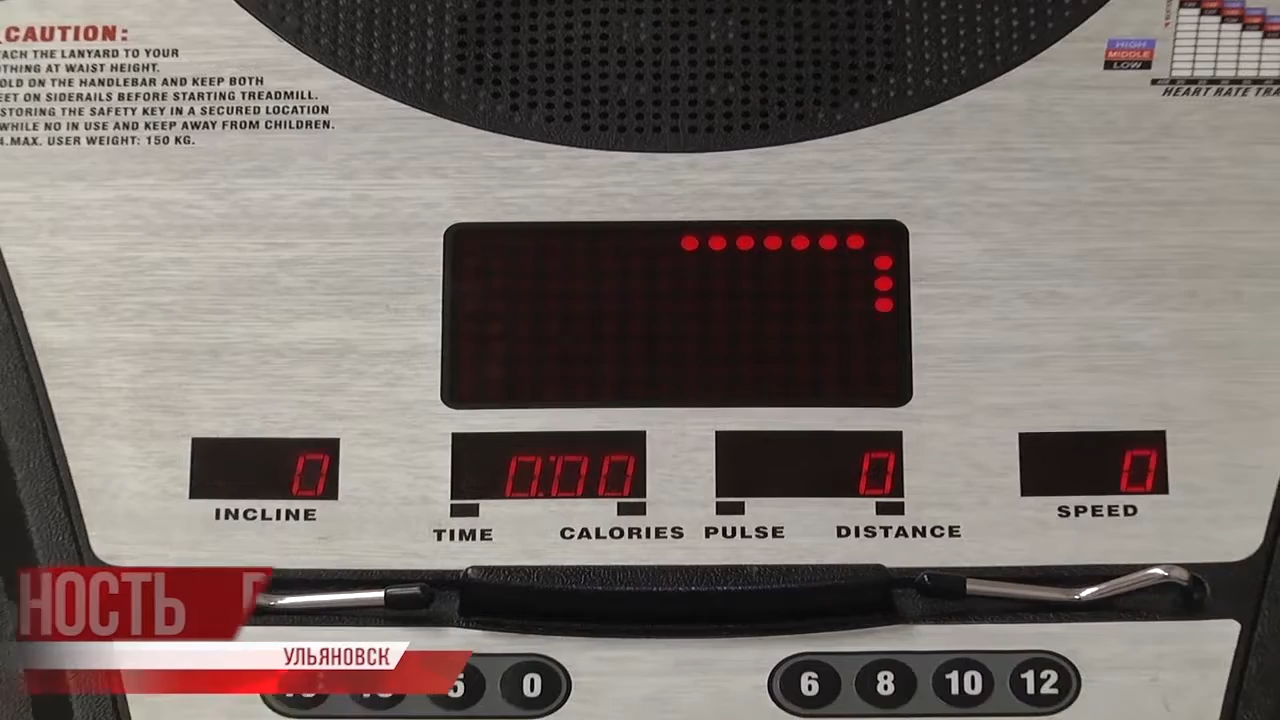 CAUTION:
TACH THE LANYARD TO YOUR
OTHING AT WAIST HEIGHT.
OLD ON THE HANDLEBAR AND KEEP BOTH
EET ON SIDERAILS BEFORE STARTING TREADMILL.
STORING THE SAFETY KEY IN A SECURED LOCATION
WHILE NO IN USE AND KEEP AWAY FROM CHILDREN.
4.MAX. USER WEIGHT: 150 KG.
HIGH
MIDDLE
LOW
HEART RATE TRA
0
0:00
0
0
INCLINE
TIME
CALORIES
PULSE
DISTANCE
SPEED
НОСТЬ
УЛЬЯНОВСК
5 0
6 8 10 12